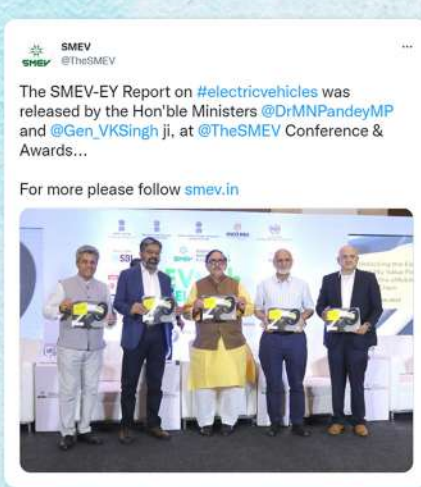 SMEV
@TheSMEV
The SMEV-EY Report on #electricvehicles was
released by the Hon'ble Ministers @DrMNPandeyMP
and @Gen_VKSingh ji, at @TheSMEV Conference &
Awards...
For more please follow smev.in